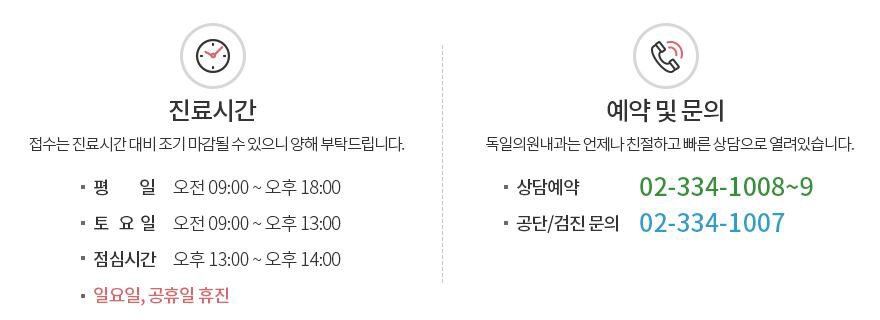 진료시간
접수는 진료시간 대비 조기 마감될 수 있으니 양해 부탁드립니다.
평 일 오전 09:00 ~ 오후 18:00
토 요 일 오전 09:00 ~ 오후 13:00
점심시간 오후 13:00 ~ 오후 14:00
일요일, 공휴일 휴진
예약 및 문의
독일의원내과는 언제나 친절하고 빠른 상담으로 열려있습니다.
상담예약 02-334-1008~9
공단/검진 문의 02-334-1007